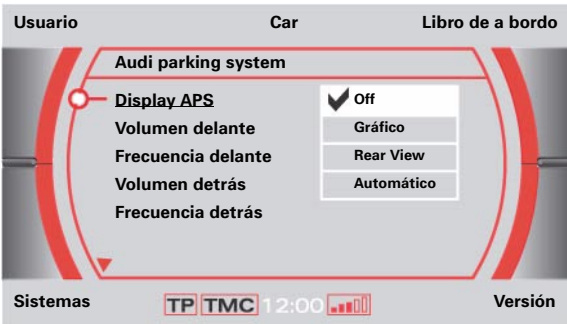 Usuario Car Libro de a bordo
Audi parking system
Display APS Off
Volumen delante Gráfico
Frecuencia delante Rear View
Volumen detrás Automático
Frecuencia detrás
Sistemas TP TMC 12:00 Versión